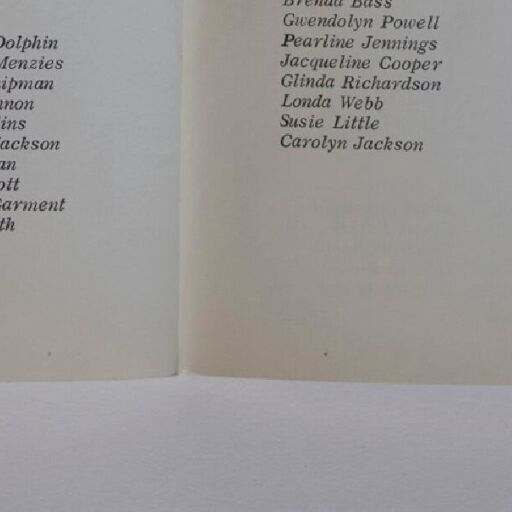 Dolphin
Menzies
ipman
nnon
ins
Jackson
an
ott
Garment
th
Brenda Bass
Gwendolyn Powell
Pearline Jennings
Jacqueline Cooper
Glinda Richardson
Londa Webb
Susie Little
Carolyn Jackson